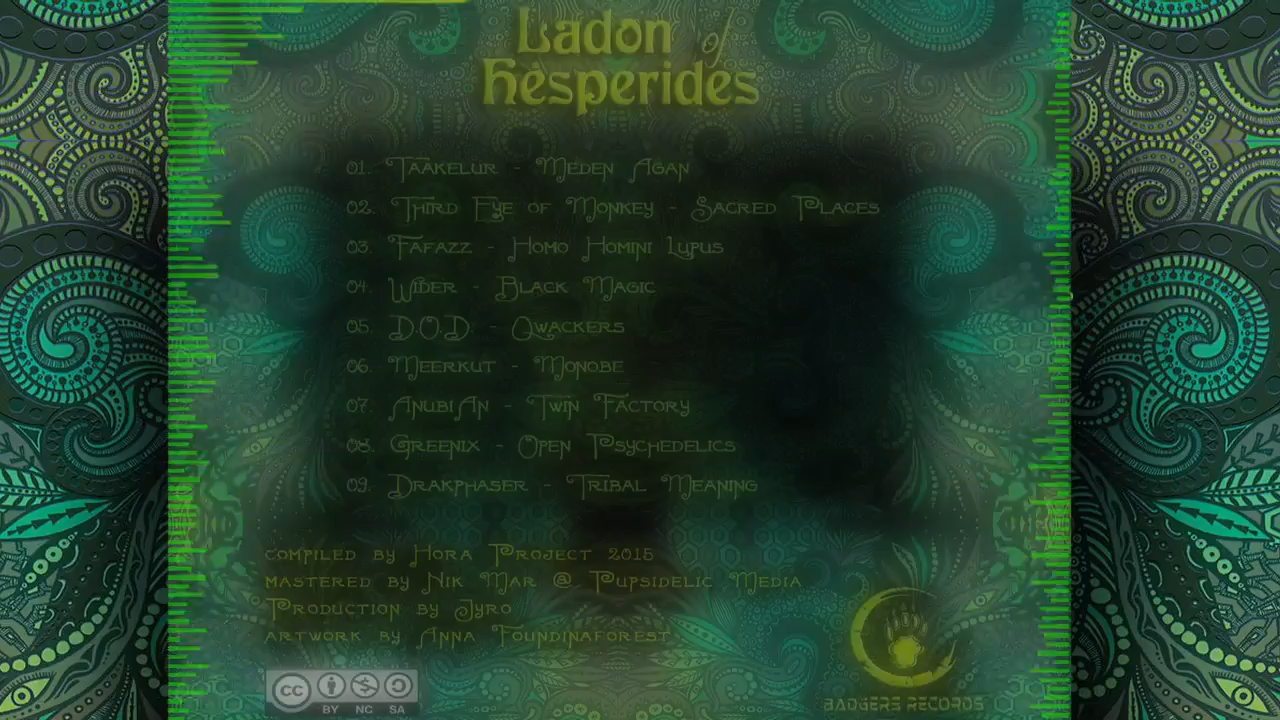 Ladon of
Hesperides
01. Taakelur - Meden Agan
02. Third Eye of Monkey - Sacred Places
03. Fafazz - Homo Homini Lupus
04. Wider - Black Magic
05. D.O.D - Qwackers
06. Meerkut - Monobe
07. AnubiAn - Twin Factory
08. Greenix - Open Psychedelics
09. Drakphaser - Tribal Meaning
compiled by Hora Project 2015
mastered by Nik Mar @ Pupsidelic Media
Production by Jyro
artwork by Anna Foundinaforest
cc BY NC SA
BADGERS RECORDS